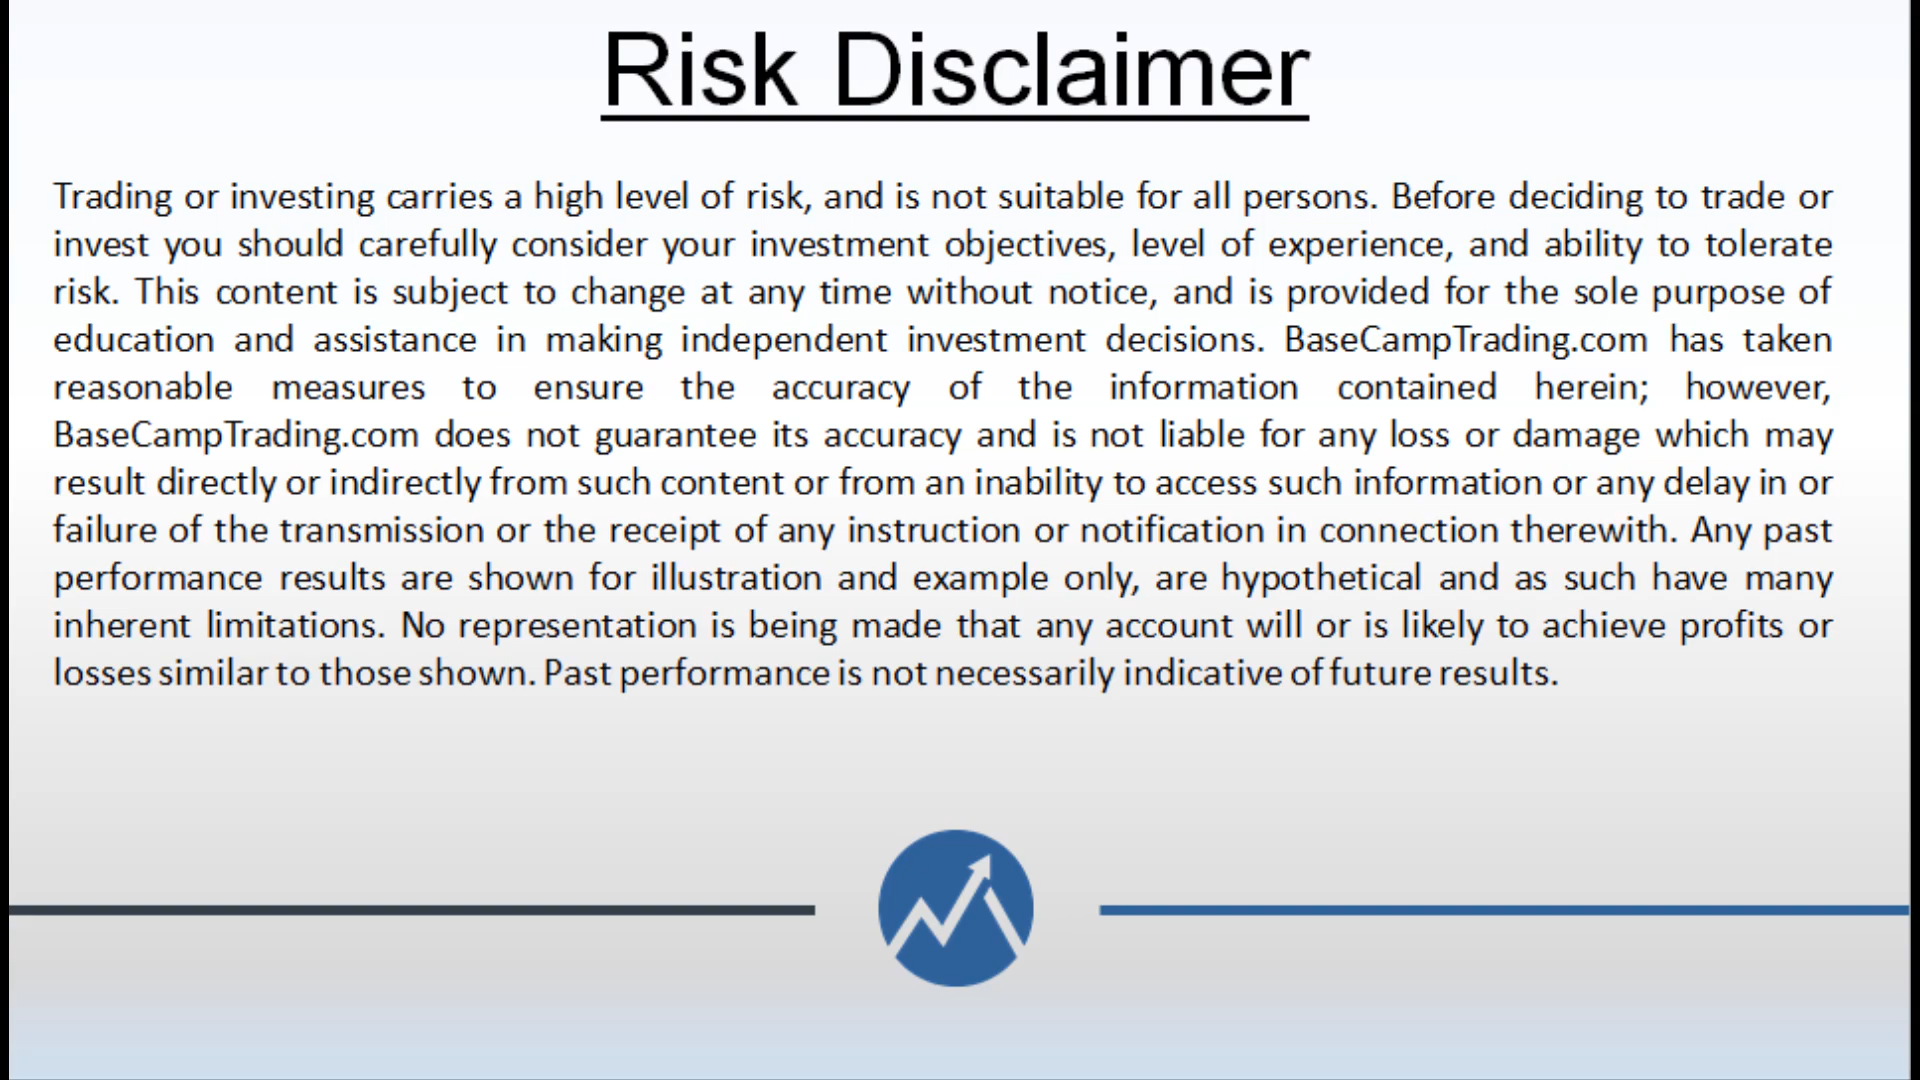 Risk Disclaimer
Trading or investing carries a high level of risk, and is not suitable for all persons. Before deciding to trade or
invest you should carefully consider your investment objectives, level of experience, and ability to tolerate
risk. This content is subject to change at any time without notice, and is provided for the sole purpose of
education and assistance in making independent investment decisions. BaseCampTrading.com has taken
reasonable measures to ensure the accuracy of the information contained herein; however,
BaseCampTrading.com does not guarantee its accuracy and is not liable for any loss or damage which may
result directly or indirectly from such content or from an inability to access such information or any delay in or
failure of the transmission or the receipt of any instruction or notification in connection therewith. Any past
performance results are shown for illustration and example only, are hypothetical and as such have many
inherent limitations. No representation is being made that any account will or is likely to achieve profits or
losses similar to those shown. Past performance is not necessarily indicative of future results.